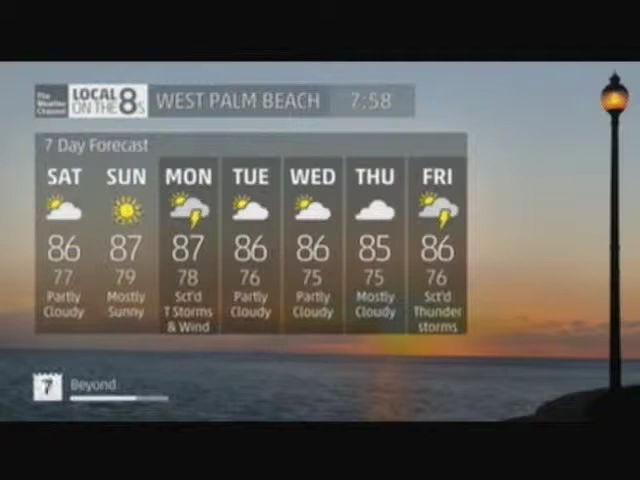 The
Weather
Channel
LOCAL
ON THE 8s
WEST PALM BEACH 7:58
7 Day Forecast
SAT SUN MON TUE WED THU FRI
86 87 87 86 86 85 86
77 79 78 76 75 75 76
Partly Mostly Sct'd Partly Partly Mostly Sct'd
Cloudy Sunny T Storms Cloudy Cloudy Cloudy Thunder
& Wind storms
7 Beyond